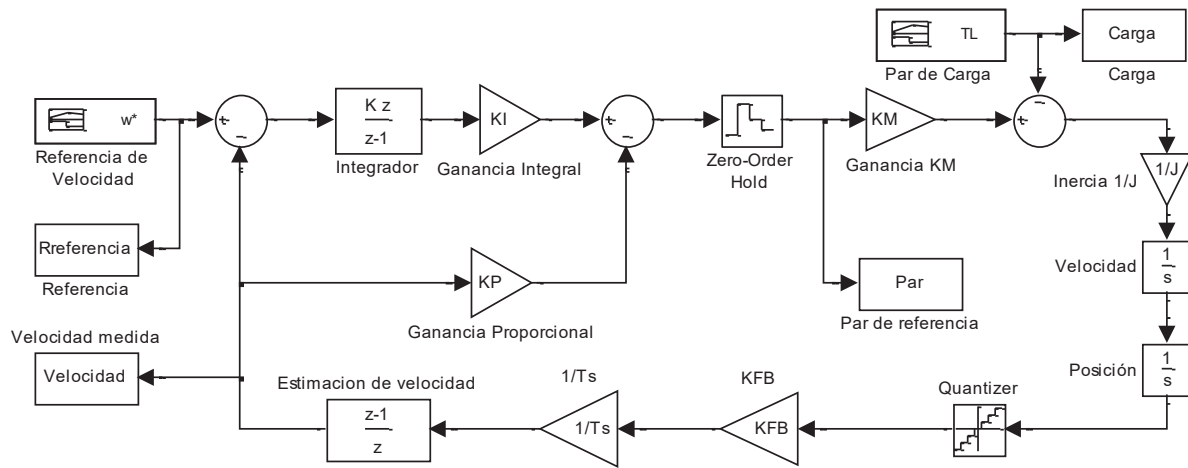 TL
Par de Carga
Carga
Carga
w*
Referencia de
Velocidad
+
−
K z
z-1
Integrador
KI
Ganancia Integral
+
−
Zero-Order
Hold
KM
Ganancia KM
−
+
Inercia 1/J
1/J
Rreferencia
Referencia
KP
Ganancia Proporcional
Par
Par de referencia
Velocidad
1
s
Velocidad medida
Velocidad
Estimacion de velocidad
z-1
z
1/Ts
1/Ts
KFB
KFB
Quantizer
Posición
1
s